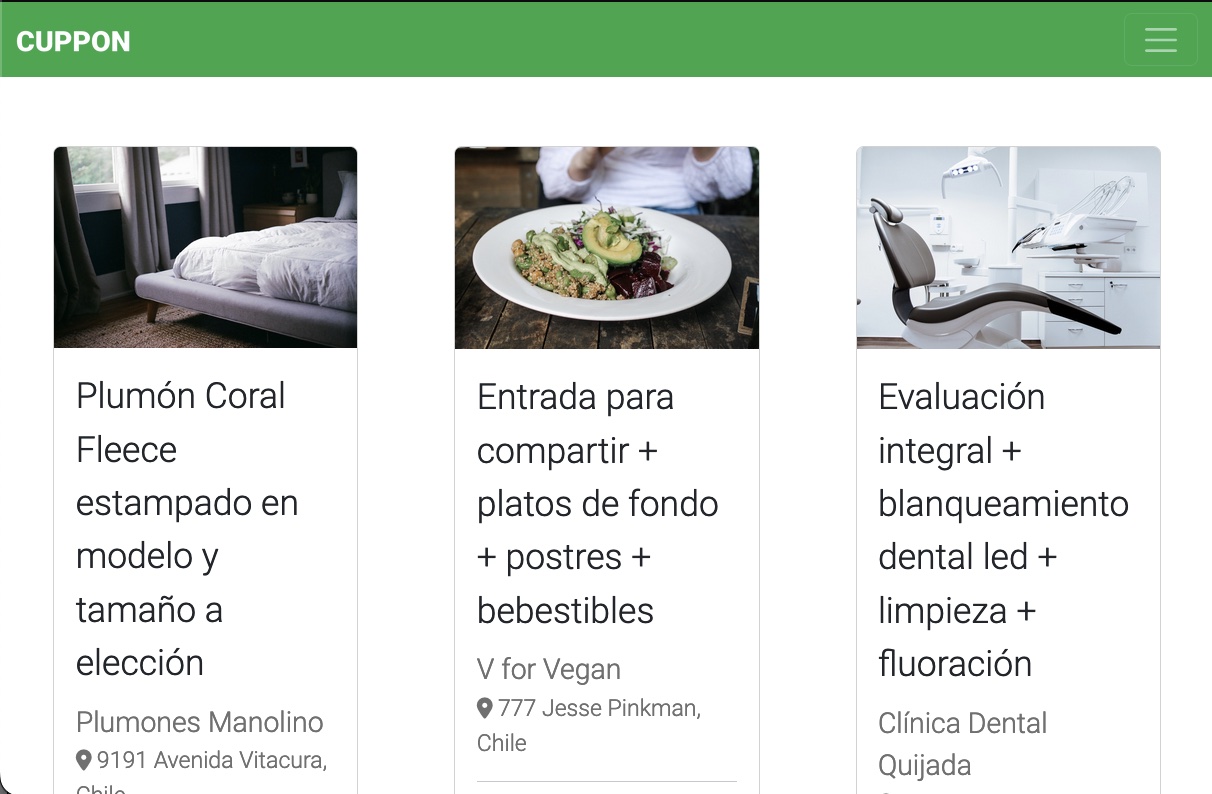 CUPPON
Plumón Coral
Fleece
estampado en
modelo y
tamaño a
elección
Plumones Manolino
9191 Avenida Vitacura,
Chile
Entrada para
compartir +
platos de fondo
+ postres +
bebestibles
V for Vegan
777 Jesse Pinkman,
Chile
Evaluación
integral +
blanqueamiento
dental led +
limpieza +
fluoración
Clínica Dental
Quijada